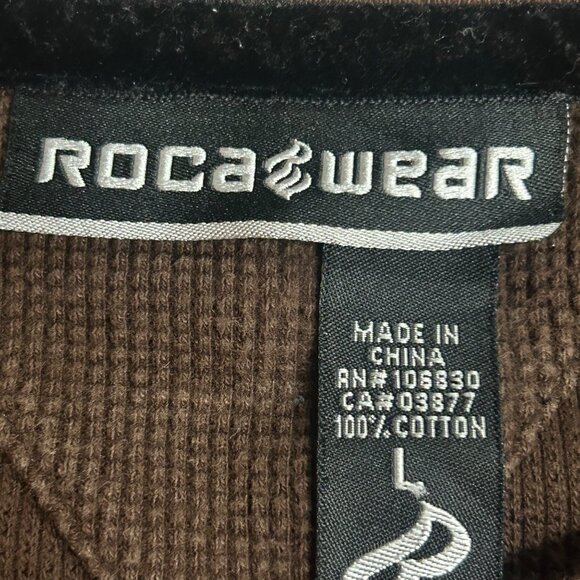 Rocawear
MADE IN
CHINA
RN#106830
CA#03877
100% COTTON
L
R